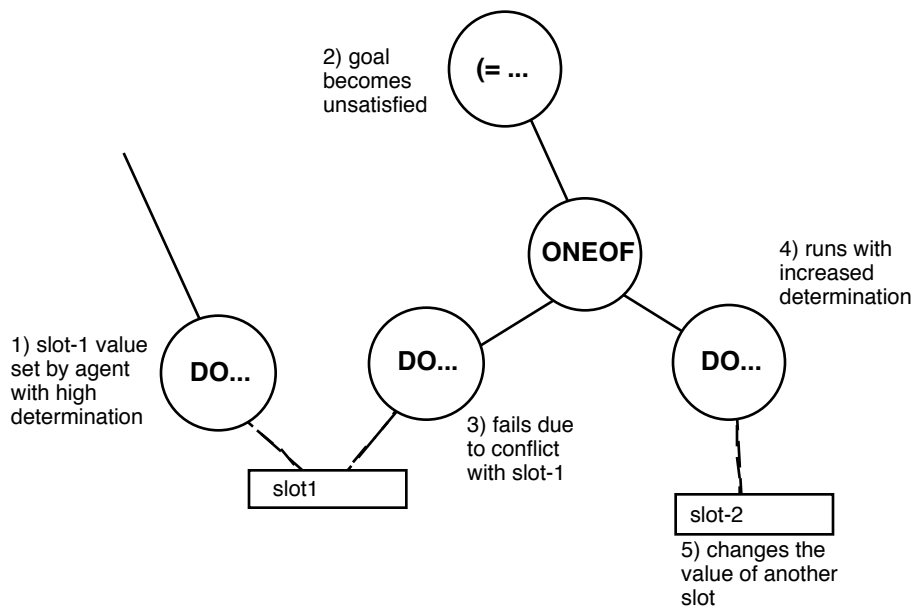 2) goal
becomes
unsatisfied
(= ...
ONEOF
4) runs with
increased
determination
1) slot-1 value
set by agent
with high
determination
DO...
DO...
DO...
3) fails due
to conflict
with slot-1
slot1
slot-2
5) changes the
value of another
slot